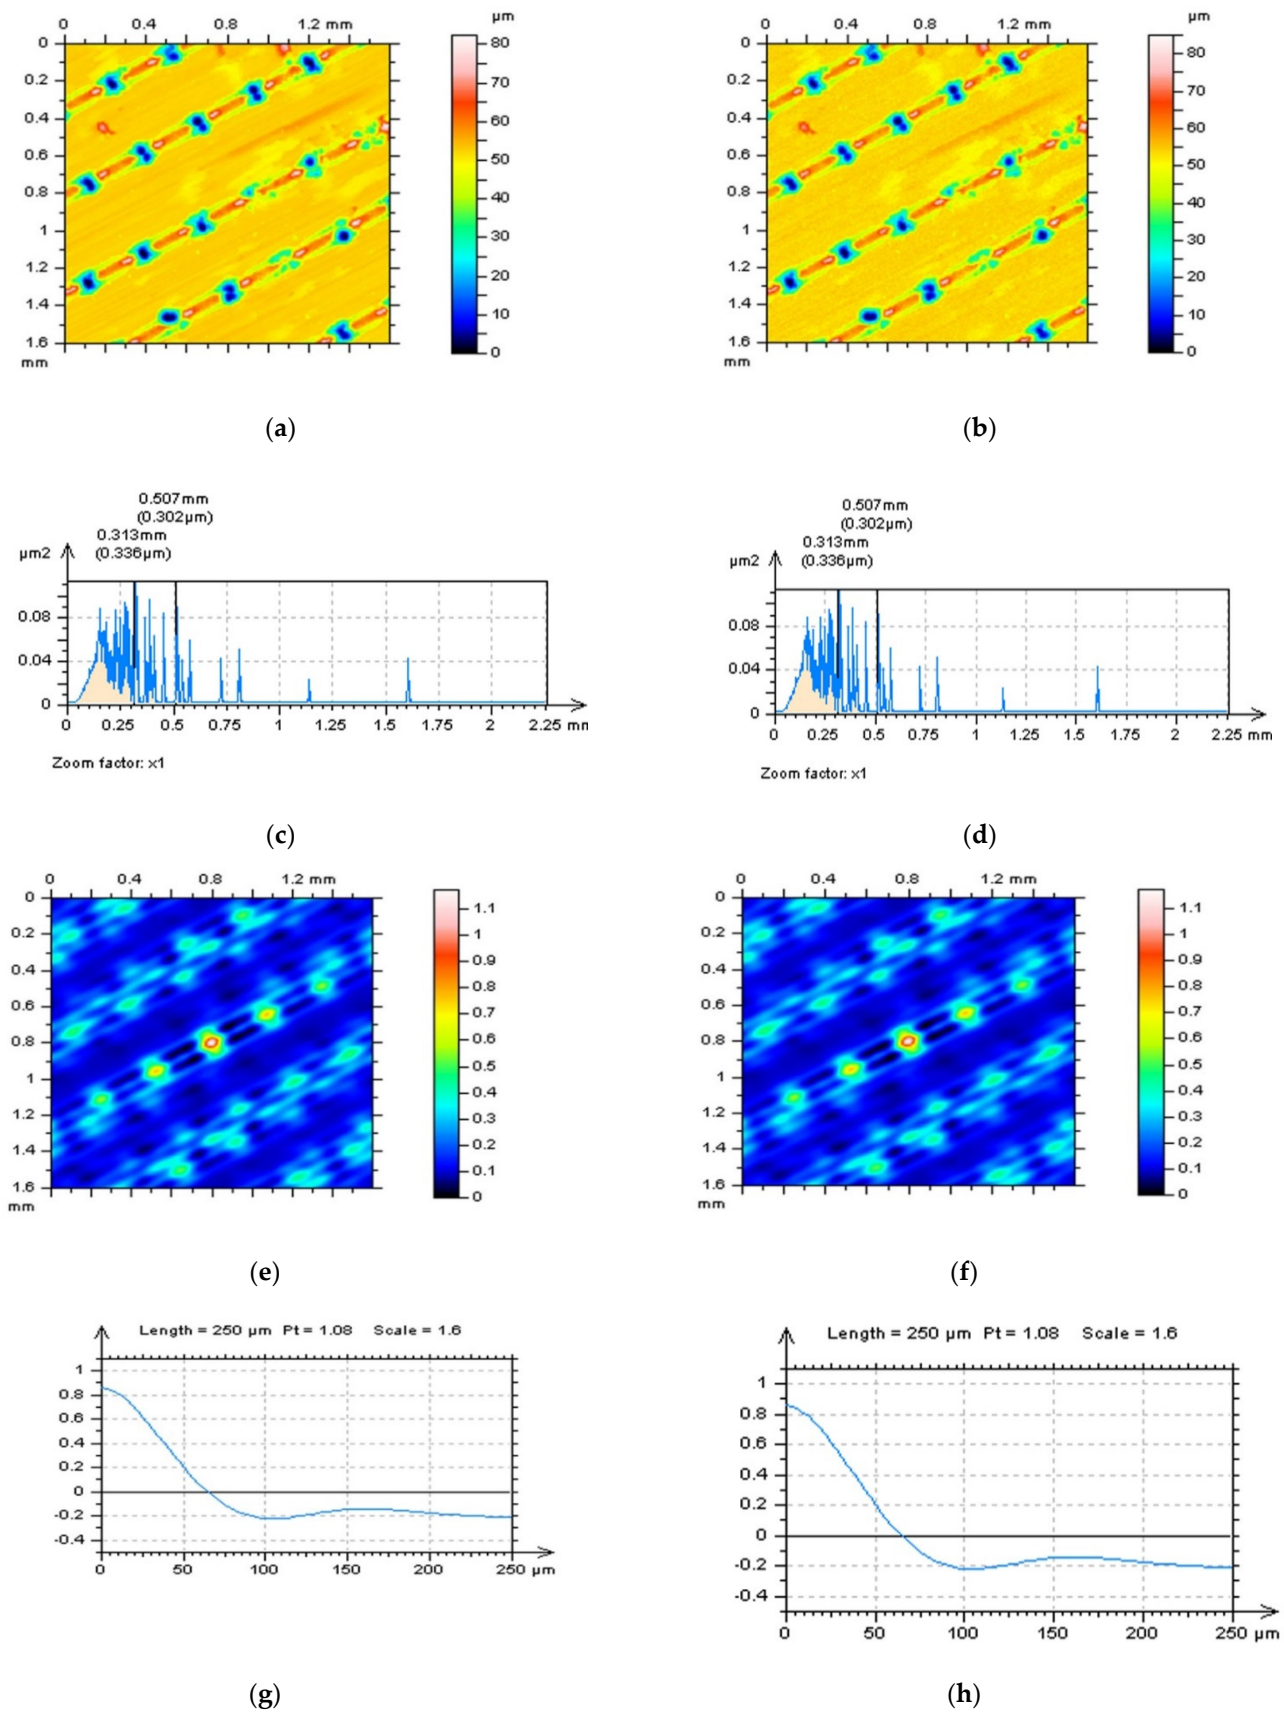 0 0.4 0.8 1.2 mm µm
0
0.2
0.4
0.6
0.8
1
1.2
1.4
1.6
mm
80
70
60
50
40
30
20
10
0
(a)
0 0.4 0.8 1.2 mm µm
0
0.2
0.4
0.6
0.8
1
1.2
1.4
1.6
mm
80
70
60
50
40
30
20
10
0
(b)
0.507mm
(0.302µm)
0.313mm
(0.336µm)
µm2
0.08
0.04
0
0 0.25 0.5 0.75 1 1.25 1.5 1.75 2 2.25 mm
Zoom factor: x1
(c)
0.507mm
(0.302µm)
0.313mm
(0.336µm)
µm2
0.08
0.04
0
0 0.25 0.5 0.75 1 1.25 1.5 1.75 2 2.25 mm
Zoom factor: x1
(d)
0 0.4 0.8 1.2 mm
0
0.2
0.4
0.6
0.8
1
1.2
1.4
1.6
mm
1.1
1
0.9
0.8
0.7
0.6
0.5
0.4
0.3
0.2
0.1
0
(e)
0 0.4 0.8 1.2 mm
0
0.2
0.4
0.6
0.8
1
1.2
1.4
1.6
mm
1.1
1
0.9
0.8
0.7
0.6
0.5
0.4
0.3
0.2
0.1
0
(f)
Length = 250 µm Pt = 1.08 Scale = 1.6
1
0.8
0.6
0.4
0.2
0
-0.2
-0.4
0 50 100 150 200 250 µm
(g)
Length = 250 µm Pt = 1.08 Scale = 1.6
1
0.8
0.6
0.4
0.2
0
-0.2
-0.4
0 50 100 150 200 250 µm
(h)